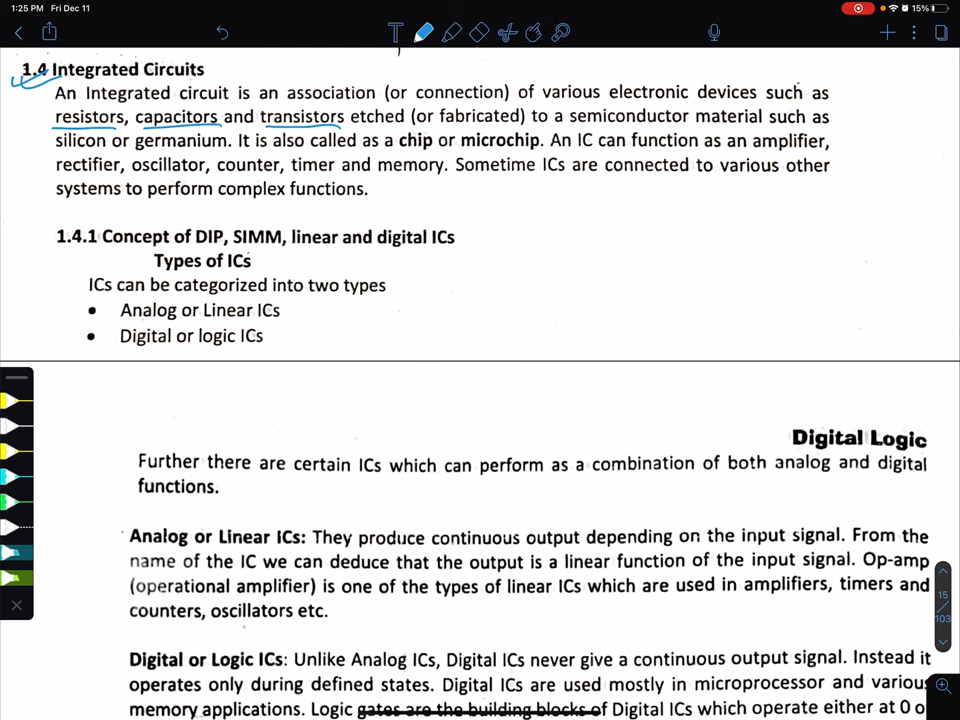 1:25 PM Fri Dec 11
15%
1.4 Integrated Circuits
An Integrated circuit is an association (or connection) of various electronic devices such as
resistors, capacitors and transistors etched (or fabricated) to a semiconductor material such as
silicon or germanium. It is also called as a chip or microchip. An IC can function as an amplifier,
rectifier, oscillator, counter, timer and memory. Sometime ICs are connected to various other
systems to perform complex functions.
1.4.1 Concept of DIP, SIMM, linear and digital ICs
Types of ICs
ICs can be categorized into two types
• Analog or Linear ICs
• Digital or logic ICs
Digital Logic
Further there are certain ICs which can perform as a combination of both analog and digital
functions.
Analog or Linear ICs: They produce continuous output depending on the input signal. From the
name of the IC we can deduce that the output is a linear function of the input signal. Op-amp
(operational amplifier) is one of the types of linear ICs which are used in amplifiers, timers and
counters, oscillators etc.
15
103
Digital or Logic ICs: Unlike Analog ICs, Digital ICs never give a continuous output signal. Instead it
operates only during defined states. Digital ICs are used mostly in microprocessor and various
memory applications. Logic gates are the building blocks of Digital ICs which operate either at 0 o